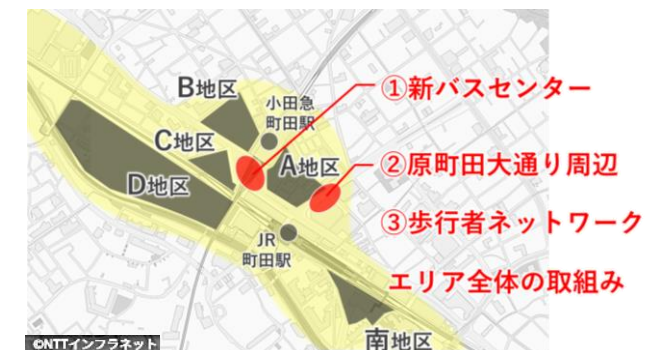 B地区
小田急
町田駅
①新バスセンター
C地区
A地区
②原町田大通り周辺
D地区
③歩行者ネットワーク
JR
町田駅
エリア全体の取組み
南地区
©NTTインフラネット